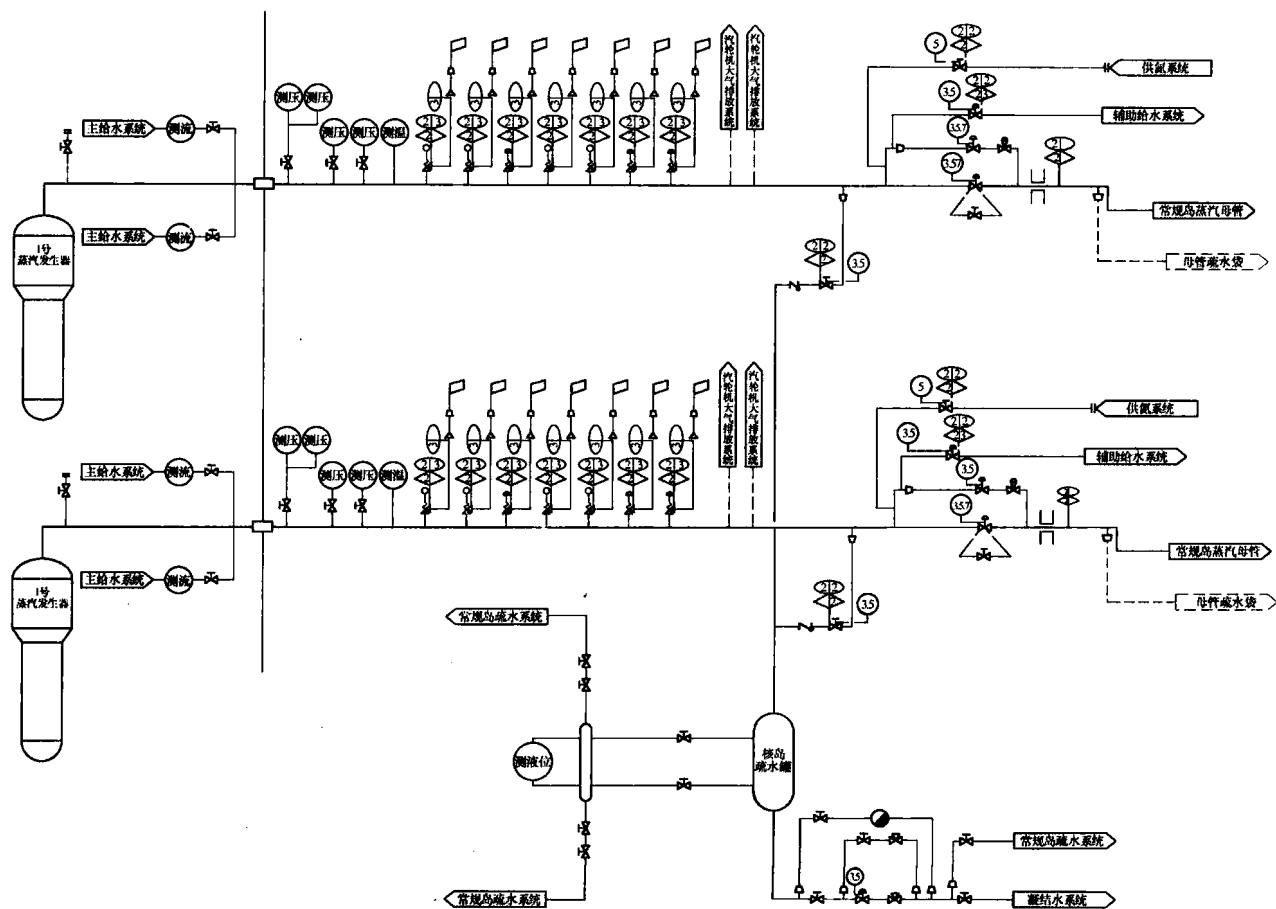 5
供氮系统
测压
测压
3.5
主给水系统
测流
辅助给水系统
3.5.7
测压
测压
测温
汽轮机大气排放系统
汽轮机大气排放系统
3.5.7
常规岛蒸汽母管
主给水系统
测流
1号
蒸汽发生器
母管疏水袋
3.5
5
供氮系统
测压
测压
3.5
辅助给水系统
主给水系统
测流
测压
测压
测温
汽轮机大气排放系统
汽轮机大气排放系统
3.5
3.5.7
常规岛蒸汽母管
主给水系统
测流
1号
蒸汽发生器
母管疏水袋
3.5
常规岛疏水系统
测液位
核岛
疏水罐
常规岛疏水系统
3.5
常规岛疏水系统
凝结水系统